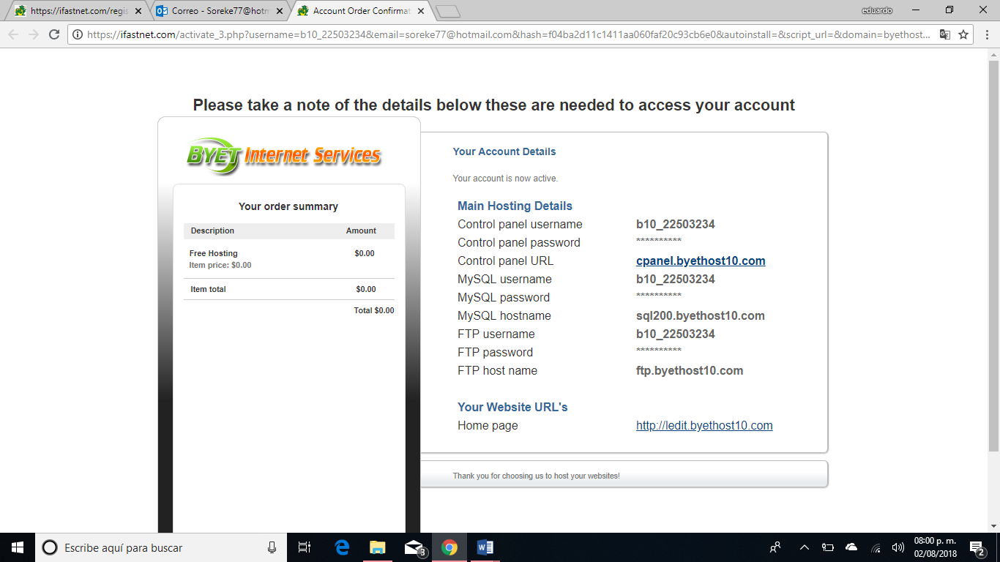 https://ifastnet.com/regis
Correo - Soreke77@hotm
Account Order Confirmat
eduardo
https://ifastnet.com/activate_3.php?username=b10_22503234&email=soreke77@hotmail.com&hash=f04ba2d11c1411aa060faf20c93cb6e0&autoinstall=&script_url=&domain=byethost...
Please take a note of the details below these are needed to access your account
BYET Internet Services
Your order summary
Description Amount
Free Hosting $0.00
Item price: $0.00
Item total $0.00
Total $0.00
Your Account Details
Your account is now active.
Main Hosting Details
Control panel username b10_22503234
Control panel password **********
Control panel URL cpanel.byethost10.com
MySQL username b10_22503234
MySQL password **********
MySQL hostname sql200.byethost10.com
FTP username b10_22503234
FTP password **********
FTP host name ftp.byethost10.com
Your Website URL's
Home page http://ledit.byethost10.com
Thank you for choosing us to host your websites!
Escribe aquí para buscar
3
08:00 p. m.
02/08/2018
2